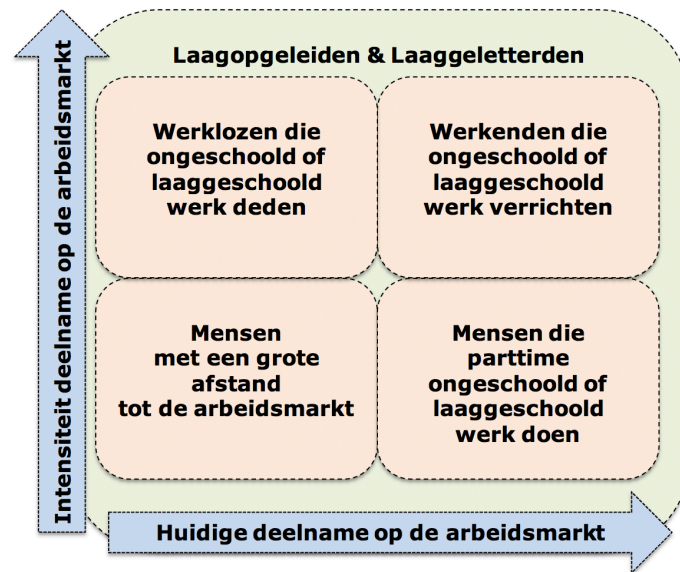 Intensiteit deelname op de arbeidsmarkt
Laagopgeleiden & Laaggeletterden
Werklozen die
ongeschoold of
laaggeschoold
werk deden
Werkenden die
ongeschoold of
laaggeschoold
werk verrichten
Mensen
met een grote
afstand
tot de arbeidsmarkt
Mensen die
parttime
ongeschoold of
laaggeschoold
werk doen
Huidige deelname op de arbeidsmarkt